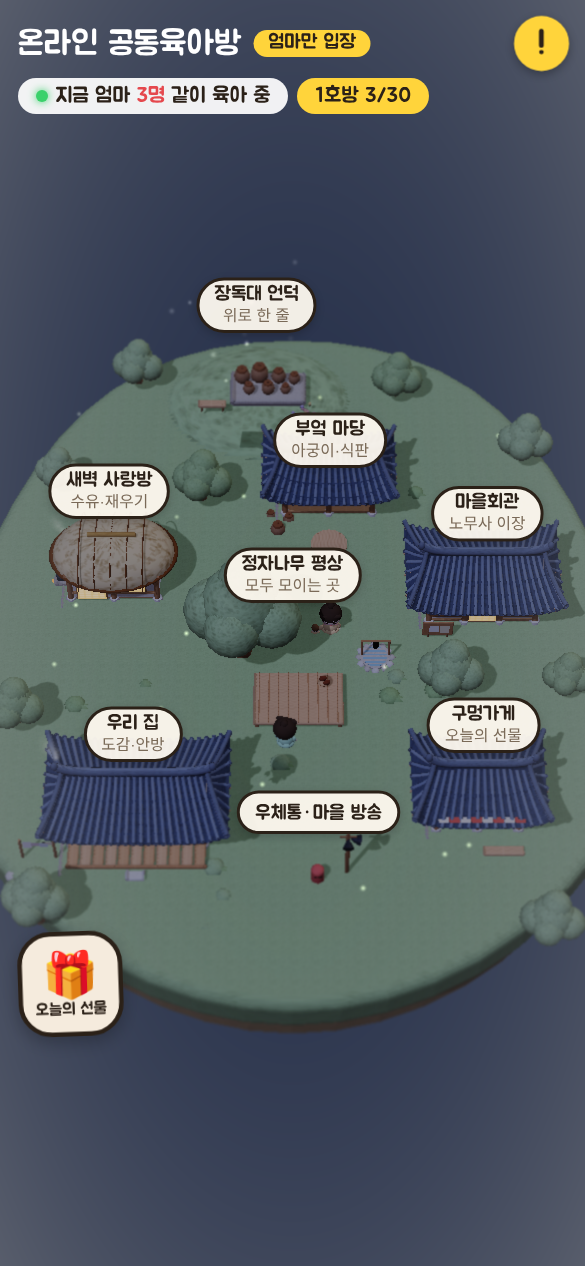 온라인 공동육아방
엄마만 입장
!
지금 엄마 3명 같이 육아 중
1호방 3/30
장독대 언덕
위로 한 줄
부엌 마당
아궁이·식판
새벽 사랑방
수유·재우기
마을회관
노무사 이장
정자나무 평상
모두 모이는 곳
우리 집
도감·안방
구멍가게
오늘의 선물
우체통·마을 방송
오늘의 선물